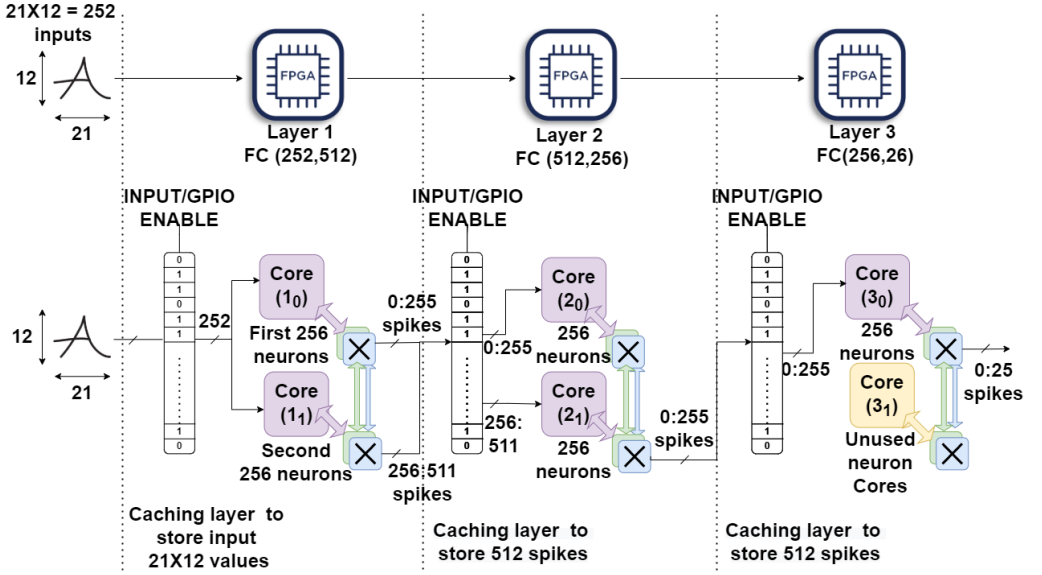 21X12 = 252
inputs
12
21
FPGA
Layer 1
FC (252,512)
FPGA
Layer 2
FC (512,256)
FPGA
Layer 3
FC(256,26)
INPUT/GPIO
ENABLE
0
1
1
0
1
1
1
0
12
21
252
Core
(1₀)
First 256
neurons
Core
(1₁)
Second
256 neurons
0:255
spikes
256:511
spikes
Caching layer to
store input
21X12 values
INPUT/GPIO
ENABLE
0
1
1
0
1
1
1
0
0:255
256:
511
Core
(2₀)
256
neurons
Core
(2₁)
256
neurons
0:255
spikes
Caching layer to
store 512 spikes
INPUT/GPIO
ENABLE
0
1
1
0
1
1
1
0
0:255
Core
(3₀)
256
neurons
Core
(3₁)
Unused
neuron
Cores
0:25
spikes
Caching layer to
store 512 spikes